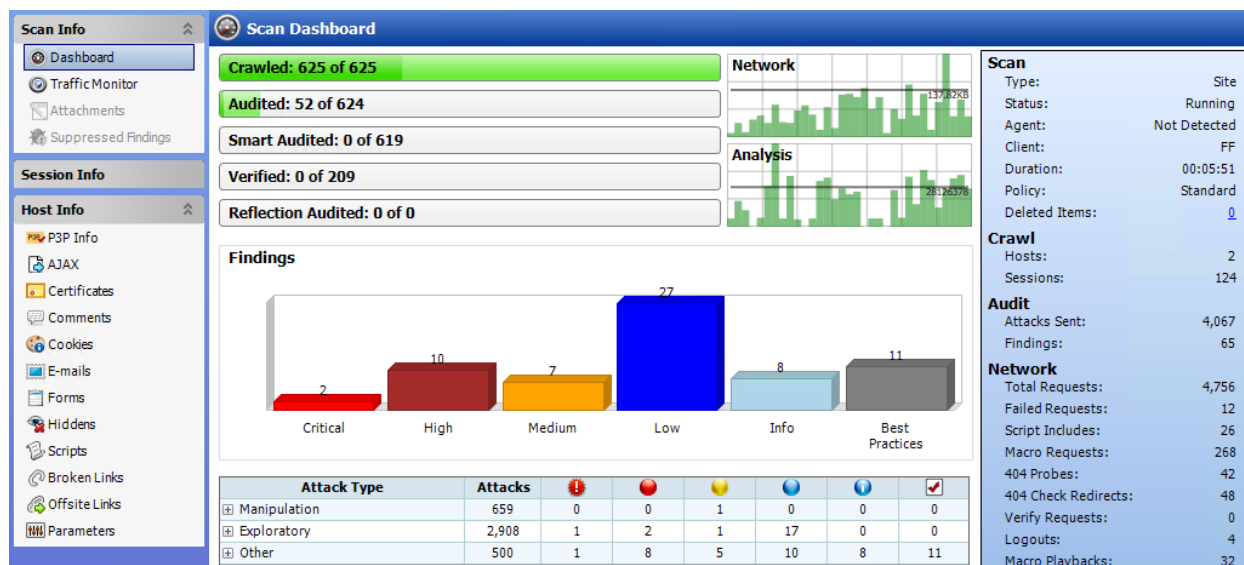 Scan Info
Dashboard
Traffic Monitor
Attachments
Suppressed Findings
Session Info
Host Info
P3P P3P Info
AJAX
Certificates
Comments
Cookies
E-mails
Forms
Hiddens
Scripts
Broken Links
Offsite Links
Parameters
Scan Dashboard
Crawled: 625 of 625
Audited: 52 of 624
Smart Audited: 0 of 619
Verified: 0 of 209
Reflection Audited: 0 of 0
Network
137.82KB
Analysis
28126378
Findings
2 10 7 27 8 11
Critical High Medium Low Info Best Practices
Attack Type Attacks
Manipulation 659 0 0 1 0 0 0
Exploratory 2,908 1 2 1 17 0 0
Other 500 1 8 5 10 8 11
Scan
Type: Site
Status: Running
Agent: Not Detected
Client: FF
Duration: 00:05:51
Policy: Standard
Deleted Items: 0
Crawl
Hosts: 2
Sessions: 124
Audit
Attacks Sent: 4,067
Findings: 65
Network
Total Requests: 4,756
Failed Requests: 12
Script Includes: 26
Macro Requests: 268
404 Probes: 42
404 Check Redirects: 48
Verify Requests: 0
Logouts: 4
Macro Playbacks: 32